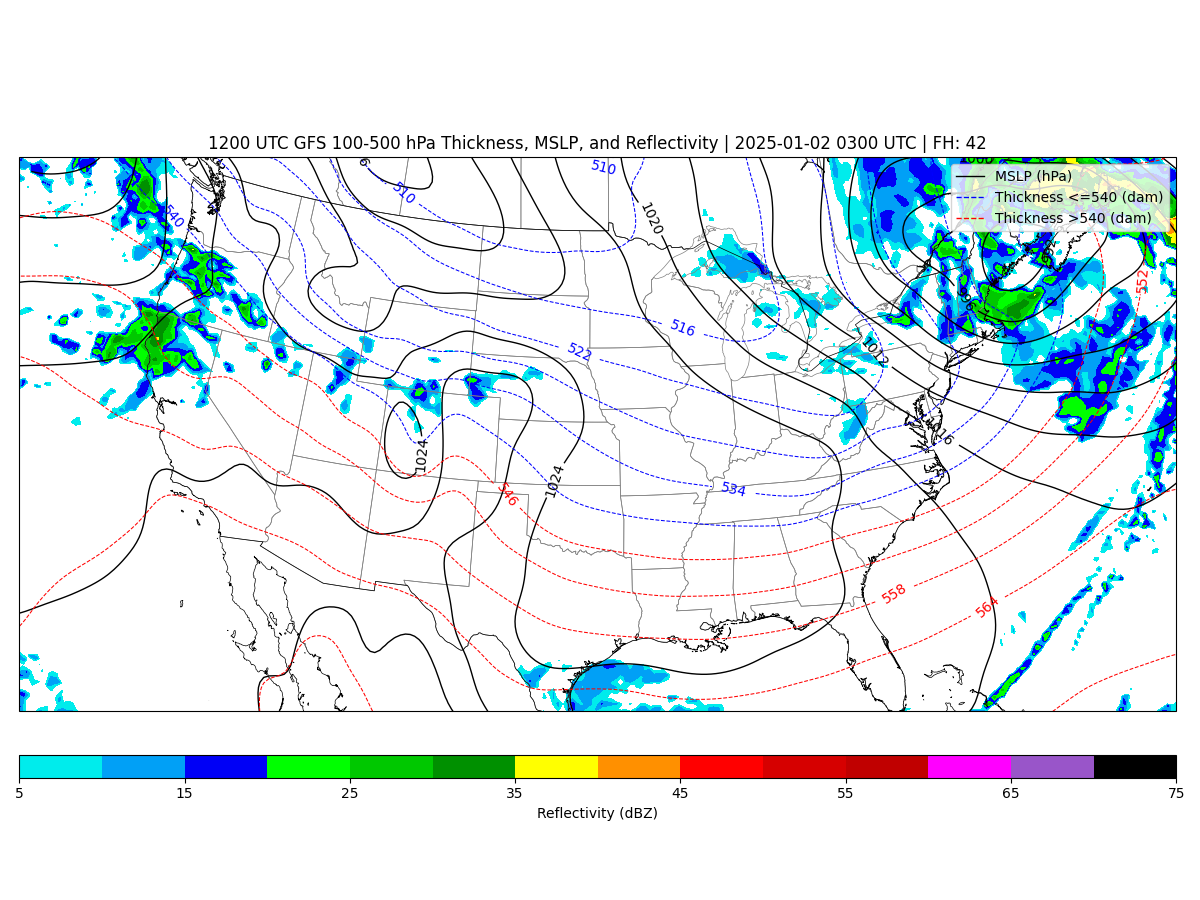 1200 UTC GFS 100-500 hPa Thickness, MSLP, and Reflectivity | 2025-01-02 0300 UTC | FH: 42
MSLP (hPa)
Thickness <=540 (dam)
Thickness >540 (dam)
510
510
540
1020
552
516
522
1012
1016
1024
1024
546
534
558
564
5 15 25 35 45 55 65 75
Reflectivity (dBZ)